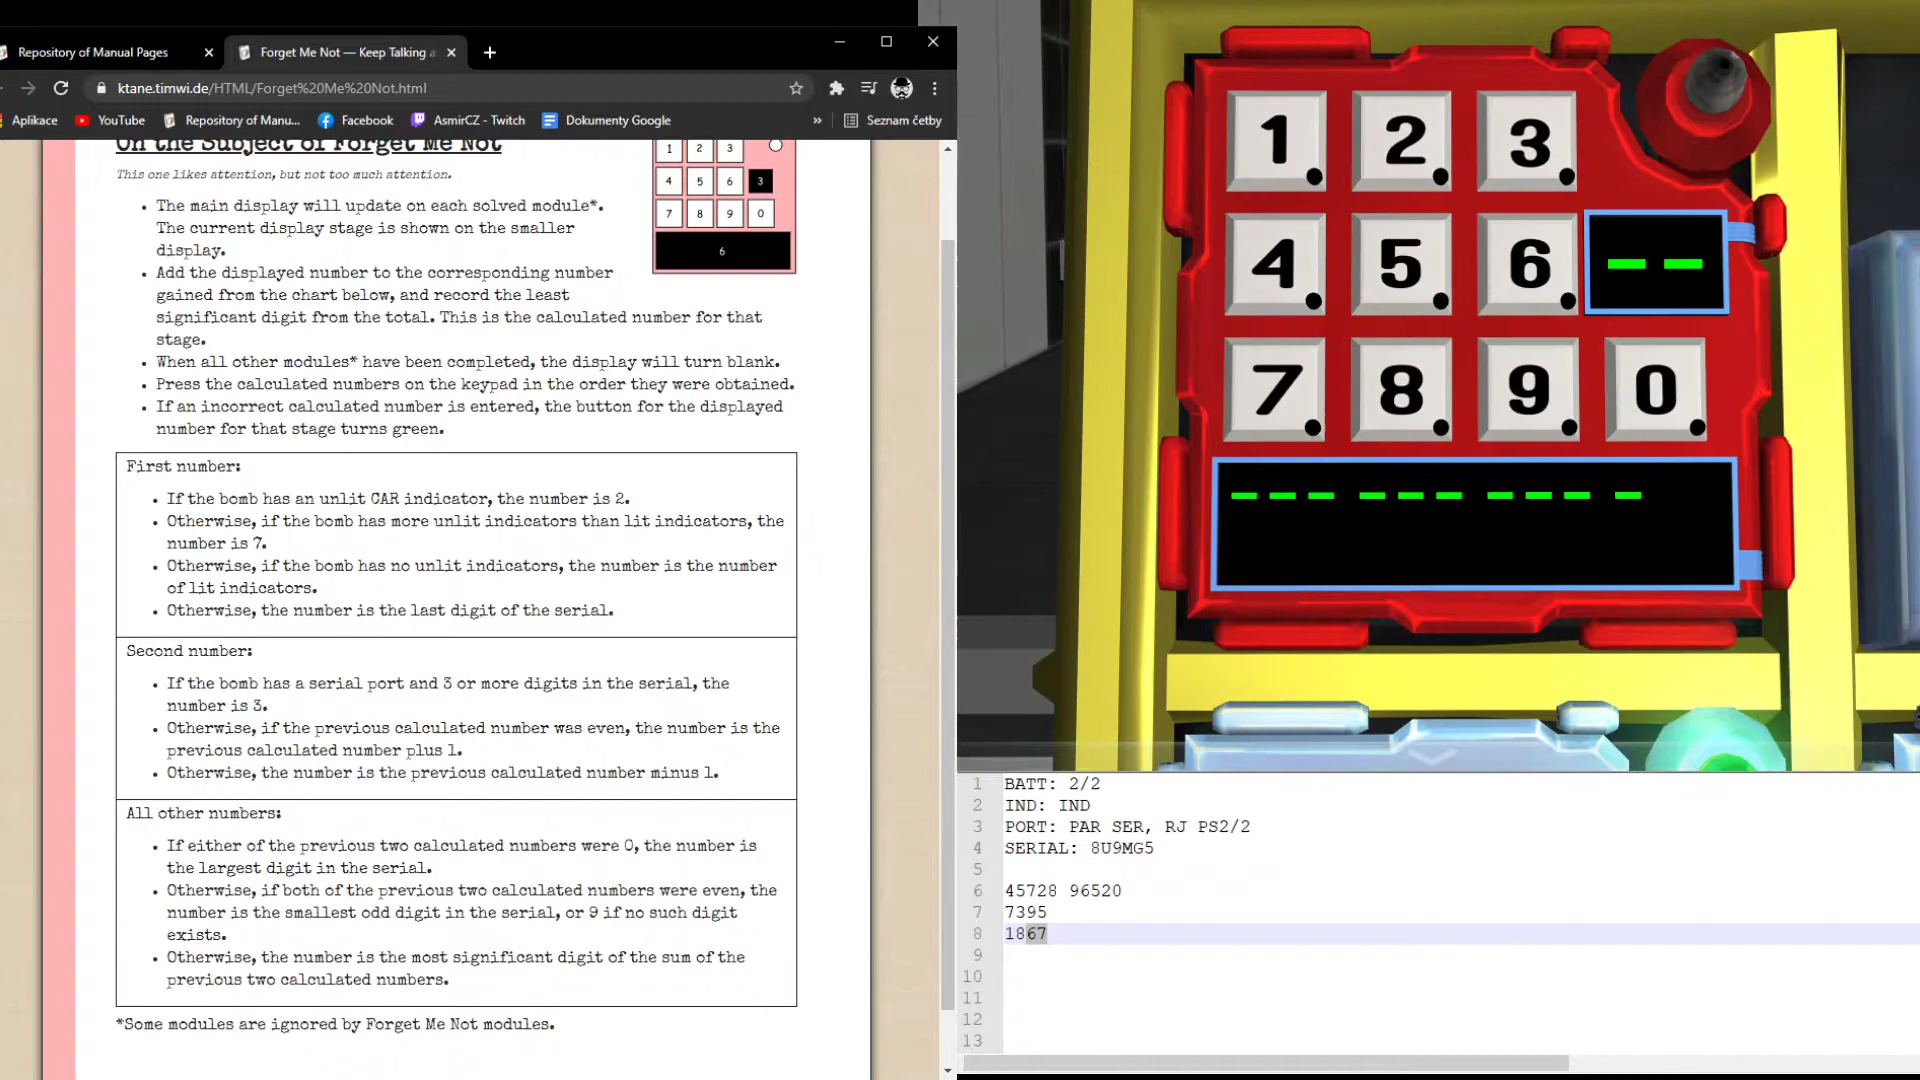 Repository of Manual Pages
Forget Me Not — Keep Talking a
ktane.timwi.de/HTML/Forget%20Me%20Not.html
Aplikace
YouTube
Repository of Manu...
Facebook
AsmirCZ - Twitch
Dokumenty Google
»
Seznam četby
On the Subject of Forget Me Not
This one likes attention, but not too much attention.
• The main display will update on each solved module*.
The current display stage is shown on the smaller
display.
• Add the displayed number to the corresponding number
gained from the chart below, and record the least
significant digit from the total. This is the calculated number for that
stage.
• When all other modules* have been completed, the display will turn blank.
• Press the calculated numbers on the keypad in the order they were obtained.
• If an incorrect calculated number is entered, the button for the displayed
number for that stage turns green.
1 2 3
4 5 6 3
7 8 9 0
6
First number:
• If the bomb has an unlit CAR indicator, the number is 2.
• Otherwise, if the bomb has more unlit indicators than lit indicators, the
number is 7.
• Otherwise, if the bomb has no unlit indicators, the number is the number
of lit indicators.
• Otherwise, the number is the last digit of the serial.
Second number:
• If the bomb has a serial port and 3 or more digits in the serial, the
number is 3.
• Otherwise, if the previous calculated number was even, the number is the
previous calculated number plus 1.
• Otherwise, the number is the previous calculated number minus 1.
All other numbers:
• If either of the previous two calculated numbers were 0, the number is
the largest digit in the serial.
• Otherwise, if both of the previous two calculated numbers were even, the
number is the smallest odd digit in the serial, or 9 if no such digit
exists.
• Otherwise, the number is the most significant digit of the sum of the
previous two calculated numbers.
*Some modules are ignored by Forget Me Not modules.
1 2 3
4 5 6 - -
7 8 9 0
--- --- --- -
1 BATT: 2/2
2 IND: IND
3 PORT: PAR SER, RJ PS2/2
4 SERIAL: 8U9MG5
5
6 45728 96520
7 7395
8 1867
9
10
11
12
13